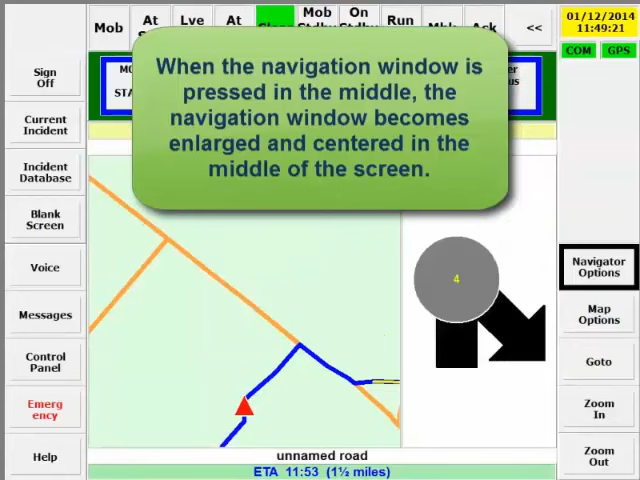 Mob
At
Lve
At
Mob
Stdby
On
Stdby
Run
Ack
<<
01/12/2014
11:49:21
COM
GPS
When the navigation window is
pressed in the middle, the
navigation window becomes
enlarged and centered in the
middle of the screen.
Sign
Off
Current
Incident
Incident
Database
Blank
Screen
Voice
Messages
Control
Panel
Emerg
ency
Help
4
Navigator
Options
Map
Options
Goto
Zoom
In
Zoom
Out
unnamed road
ETA 11:53 (1½ miles)